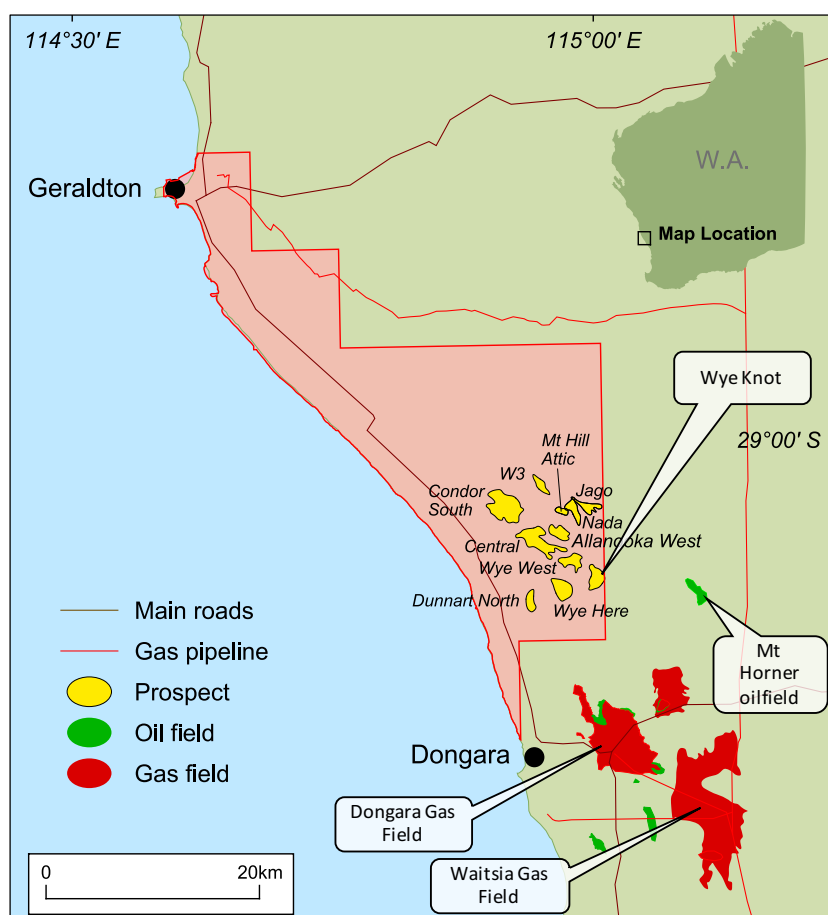 114°30' E
115°00' E
W.A.
Geraldton
Map Location
Wye Knot
29°00' S
Mt Hill
Attic
W3
Jago
Condor
South
Nada
Central
Allanooka West
Wye West
Dunnart North
Wye Here
Main roads
Gas pipeline
Prospect
Oil field
Gas field
Mt
Horner
oilfield
Dongara
Dongara Gas
Field
Waitsia Gas
Field
0
20km